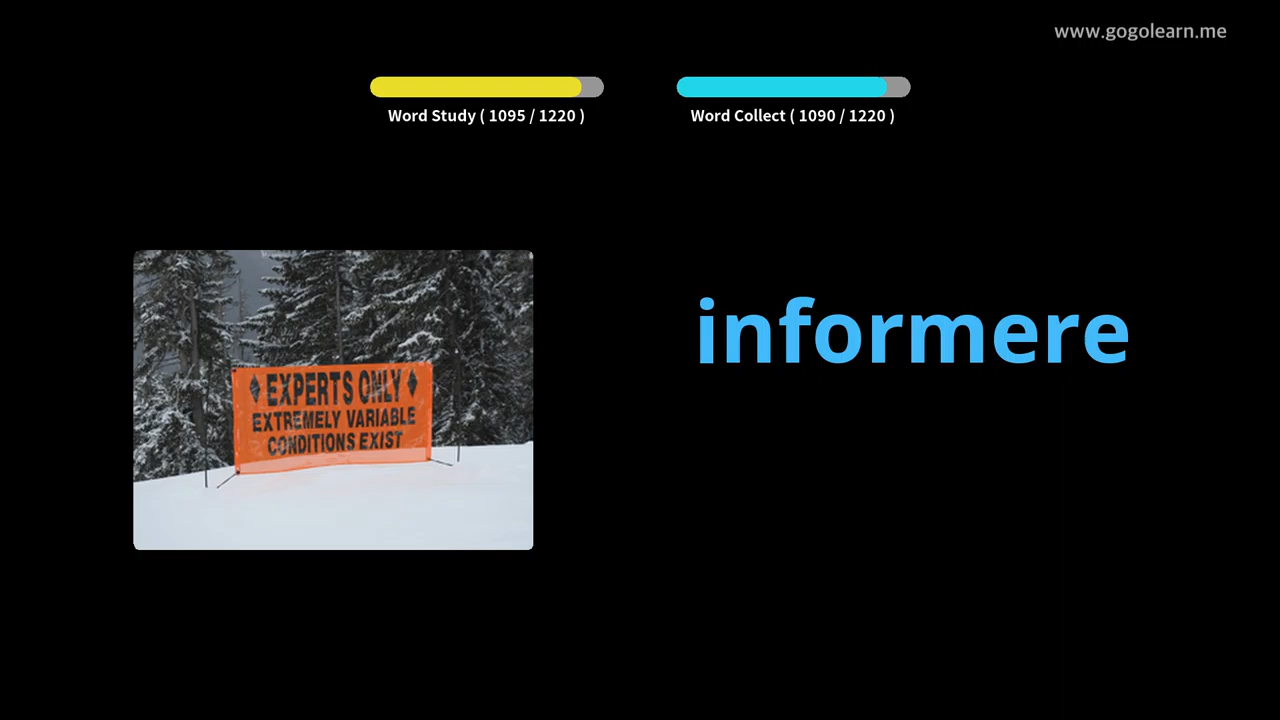 www.gogolearn.me
Word Study ( 1095 / 1220 )
Word Collect ( 1090 / 1220 )
EXPERTS ONLY
EXTREMELY VARIABLE
CONDITIONS EXIST
informere